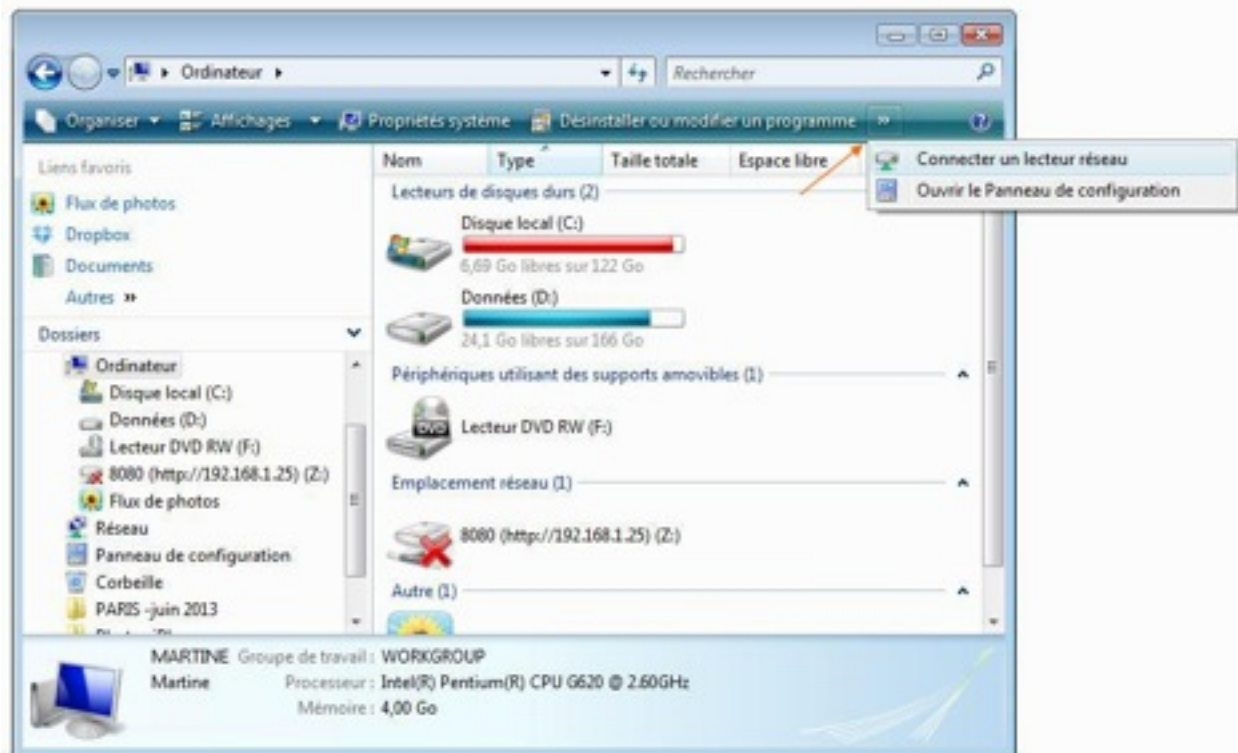 Ordinateur
Rechercher
Organiser Affichages Propriétés système Désinstaller ou modifier un programme »
Connecter un lecteur réseau
Ouvrir le Panneau de configuration
Liens favoris
Flux de photos
Dropbox
Documents
Autres »
Dossiers
Ordinateur
Disque local (C:)
Données (D:)
Lecteur DVD RW (F:)
8080 (http://192.168.1.25) (Z:)
Flux de photos
Réseau
Panneau de configuration
Corbeille
PARIS -juin 2013
Nom Type Taille totale Espace libre
Lecteurs de disques durs (2)
Disque local (C:)
6,69 Go libres sur 122 Go
Données (D:)
24,1 Go libres sur 166 Go
Périphériques utilisant des supports amovibles (1)
DVD
Lecteur DVD RW (F:)
Emplacement réseau (1)
8080 (http://192.168.1.25) (Z:)
Autre (1)
MARTINE Groupe de travail : WORKGROUP
Martine Processeur : Intel(R) Pentium(R) CPU G620 @ 2.60GHz
Mémoire : 4,00 Go